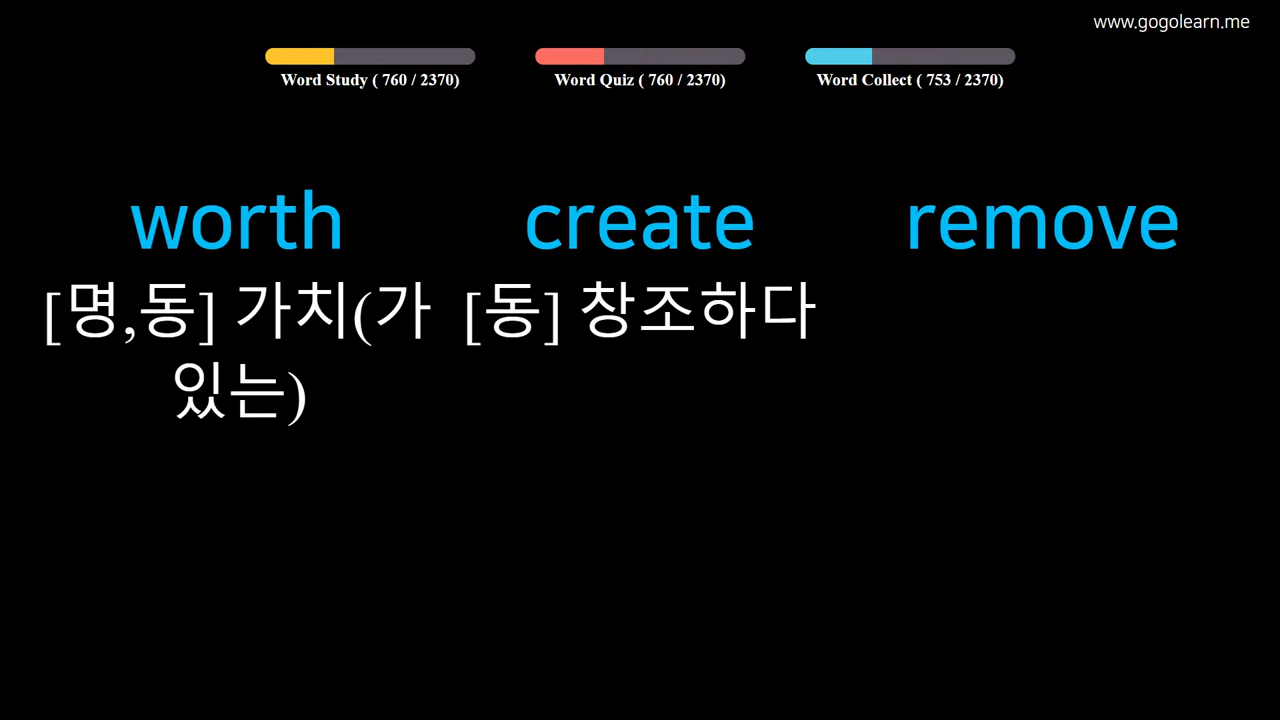 www.gogolearn.me
Word Study ( 760 / 2370)
Word Quiz ( 760 / 2370)
Word Collect ( 753 / 2370)
worth
[명,동] 가치(가
있는)
create
[동] 창조하다
remove